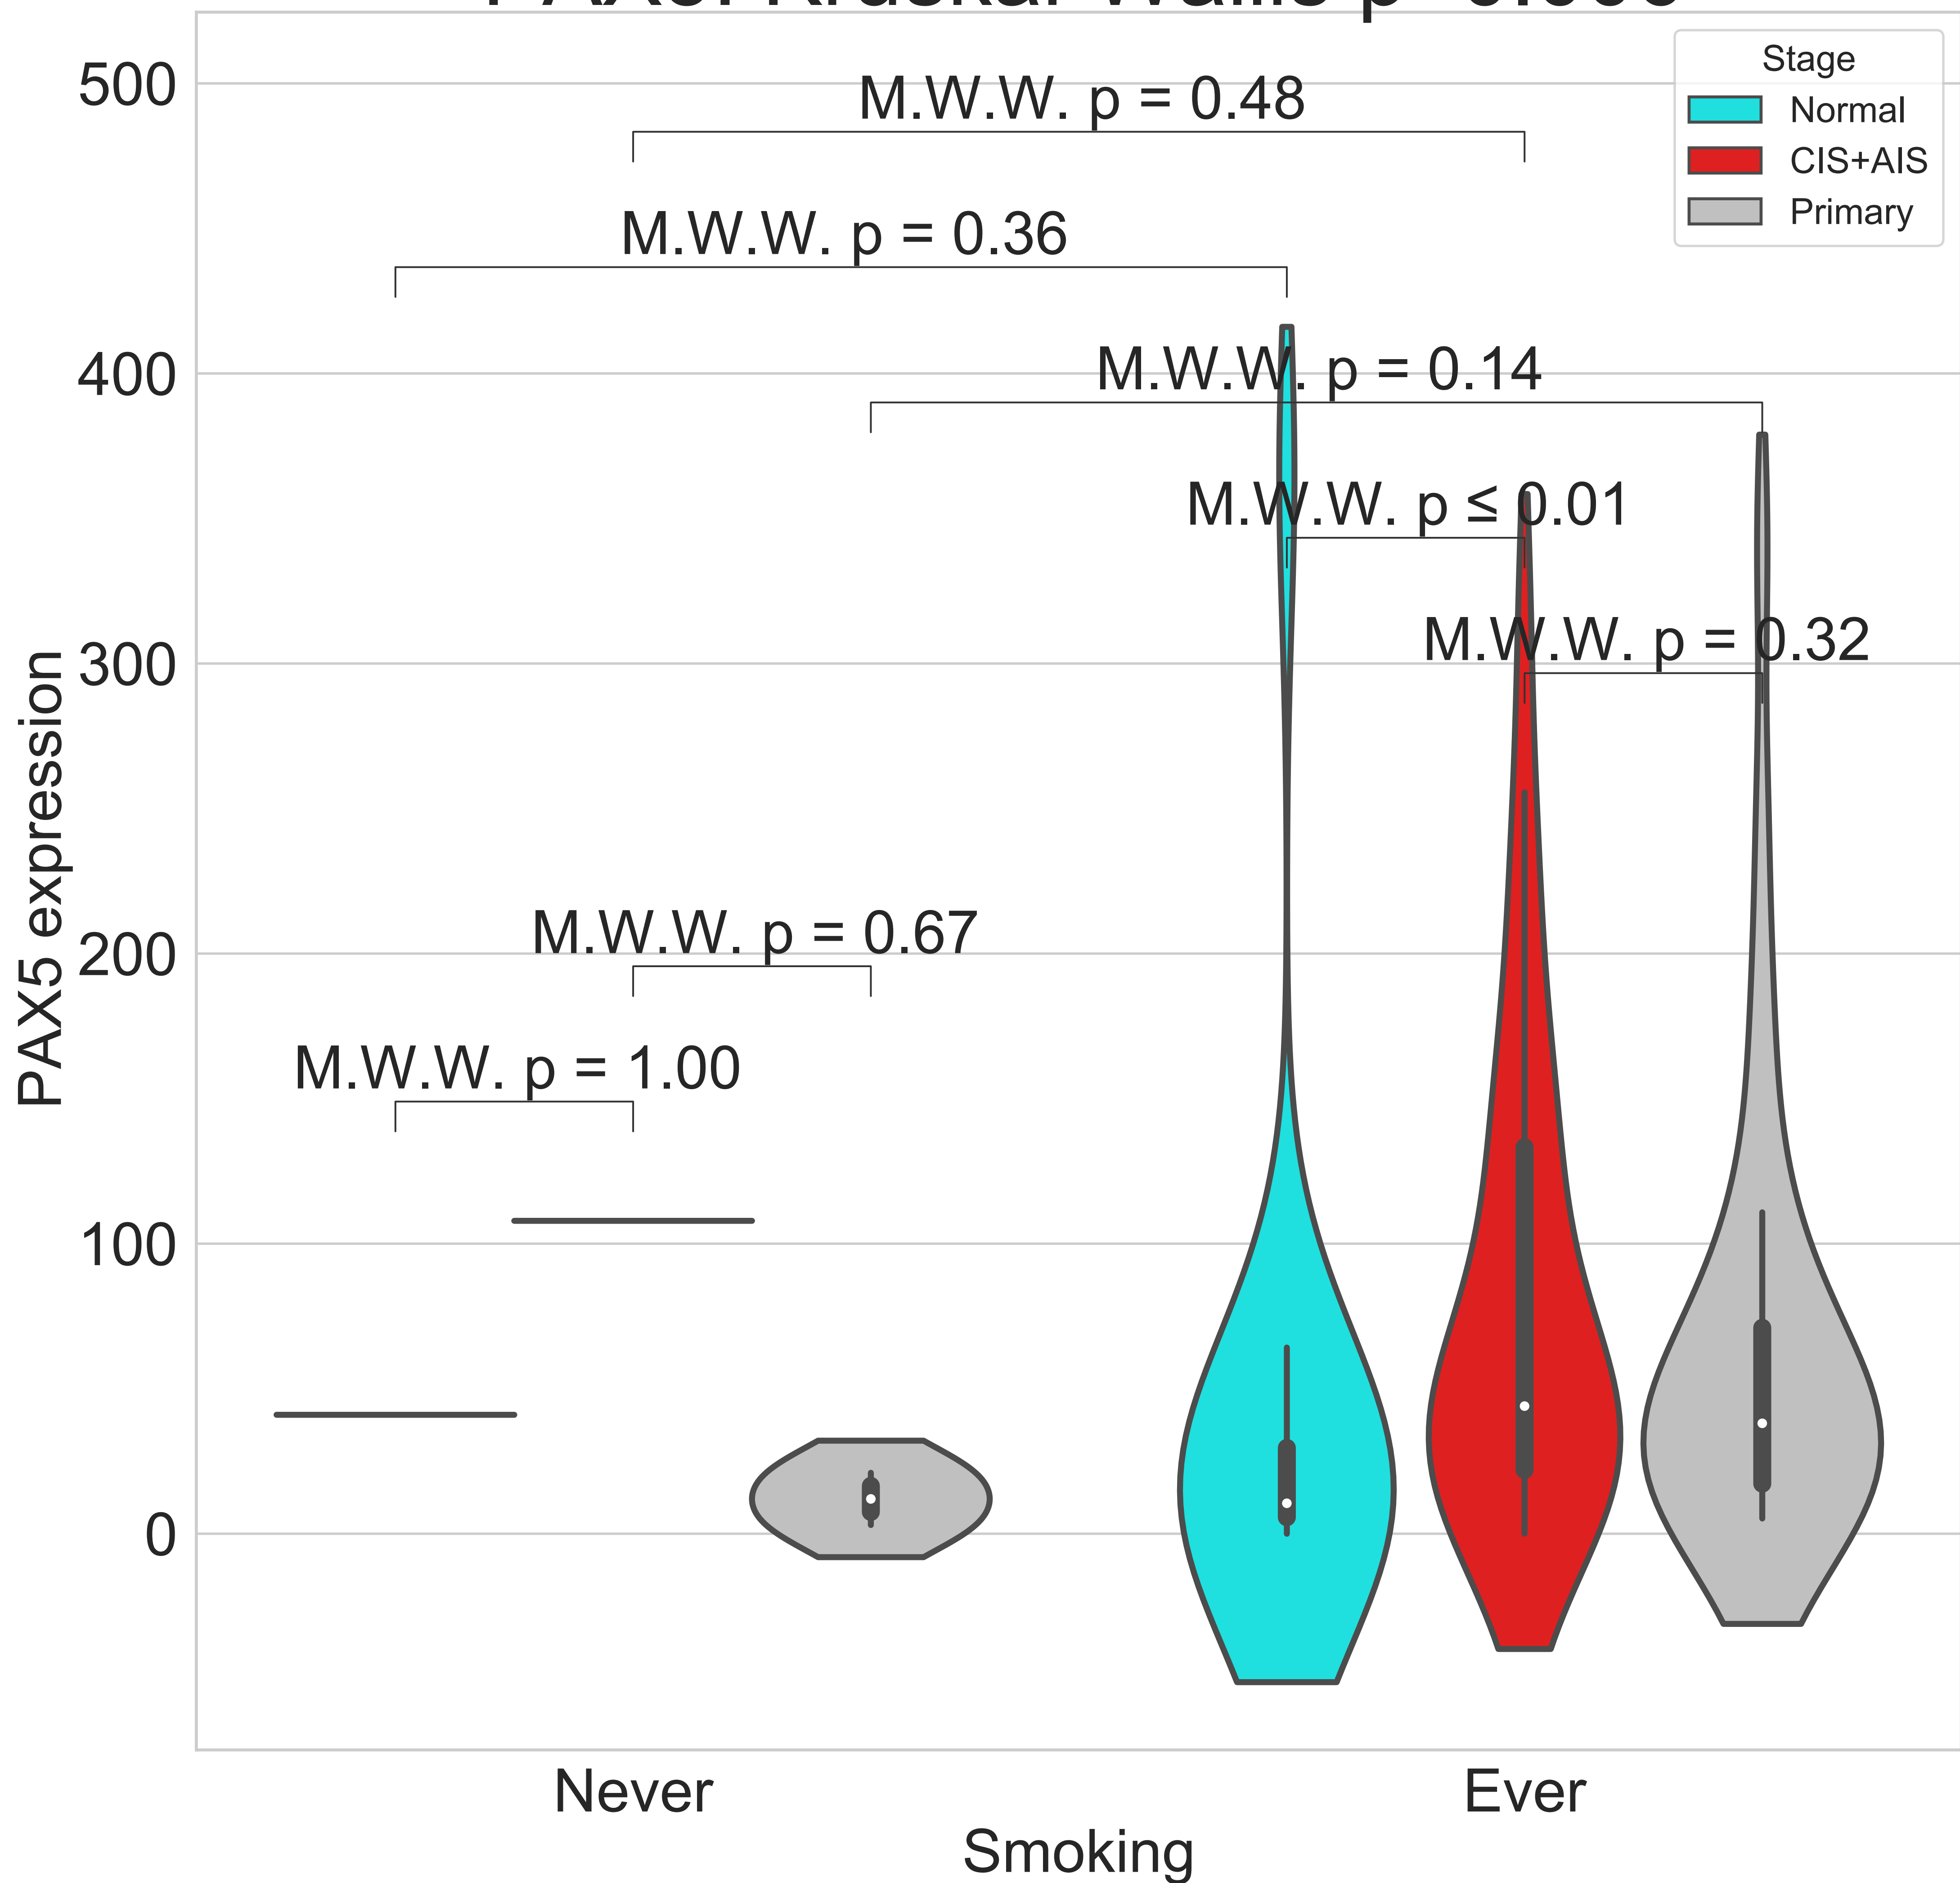 500
400
300
200
100
0
PAX5 expression
M.W.W. p = 0.48
M.W.W. p = 0.36
M.W.W. p = 0.14
M.W.W. p ≤ 0.01
M.W.W. p = 0.32
M.W.W. p = 0.67
M.W.W. p = 1.00
Stage
Normal
CIS+AIS
Primary
Never
Ever
Smoking